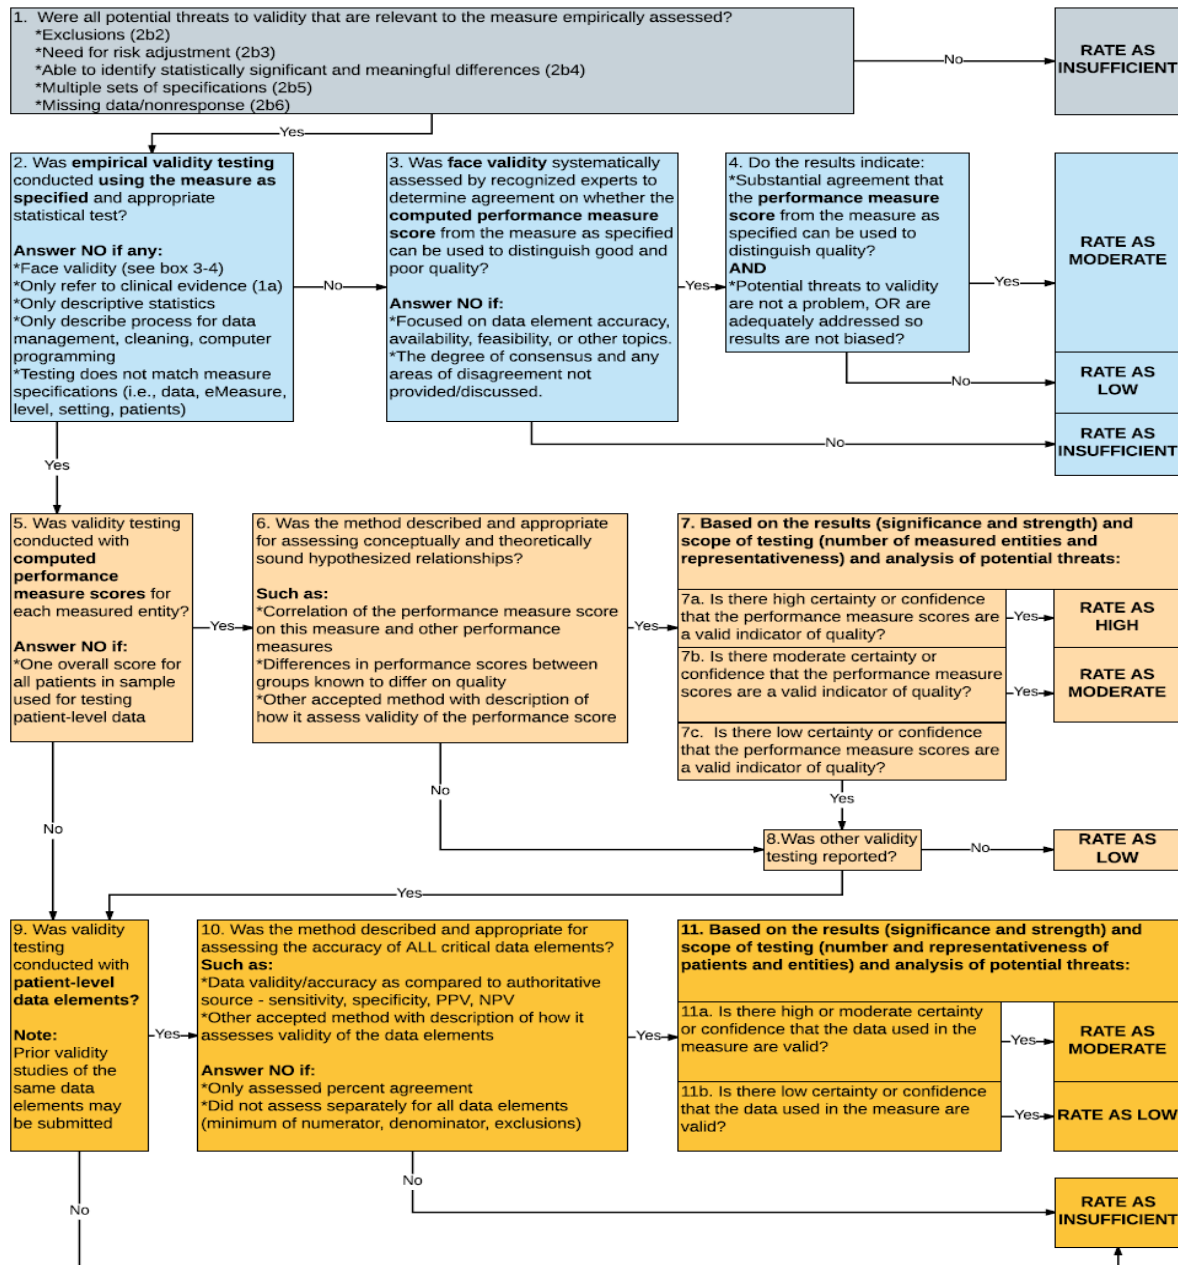 1. Were all potential threats to validity that are relevant to the measure empirically assessed?
*Exclusions (2b2)
*Need for risk adjustment (2b3)
*Able to identify statistically significant and meaningful differences (2b4)
*Multiple sets of specifications (2b5)
*Missing data/nonresponse (2b6)
No
RATE AS
INSUFFICIENT
Yes
2. Was empirical validity testing
conducted using the measure as
specified and appropriate
statistical test?
Answer NO if any:
*Face validity (see box 3-4)
*Only refer to clinical evidence (1a)
*Only descriptive statistics
*Only describe process for data
management, cleaning, computer
programming
*Testing does not match measure
specifications (i.e., data, eMeasure,
level, setting, patients)
No
3. Was face validity systematically
assessed by recognized experts to
determine agreement on whether the
computed performance measure
score from the measure as specified
can be used to distinguish good and
poor quality?
Answer NO if:
*Focused on data element accuracy,
availability, feasibility, or other topics.
*The degree of consensus and any
areas of disagreement not
provided/discussed.
Yes
4. Do the results indicate:
*Substantial agreement that
the performance measure
score from the measure as
specified can be used to
distinguish quality?
AND
*Potential threats to validity
are not a problem, OR are
adequately addressed so
results are not biased?
Yes
RATE AS
MODERATE
No
RATE AS
LOW
No
RATE AS
INSUFFICIENT
Yes
5. Was validity testing
conducted with
computed
performance
measure scores for
each measured entity?
Answer NO if:
*One overall score for
all patients in sample
used for testing
patient-level data
Yes
6. Was the method described and appropriate
for assessing conceptually and theoretically
sound hypothesized relationships?
Such as:
*Correlation of the performance measure score
on this measure and other performance
measures
*Differences in performance scores between
groups known to differ on quality
*Other accepted method with description of
how it assess validity of the performance score
Yes
7. Based on the results (significance and strength) and
scope of testing (number of measured entities and
representativeness) and analysis of potential threats:
7a. Is there high certainty or confidence
that the performance measure scores are
a valid indicator of quality?
Yes
RATE AS
HIGH
7b. Is there moderate certainty or
confidence that the performance measure
scores are a valid indicator of quality?
Yes
RATE AS
MODERATE
7c. Is there low certainty or confidence
that the performance measure scores are
a valid indicator of quality?
Yes
No
No
8.Was other validity
testing reported?
No
RATE AS
LOW
Yes
9. Was validity
testing
conducted with
patient-level
data elements?
Note:
Prior validity
studies of the
same data
elements may
be submitted
Yes
10. Was the method described and appropriate for
assessing the accuracy of ALL critical data elements?
Such as:
*Data validity/accuracy as compared to authoritative
source - sensitivity, specificity, PPV, NPV
*Other accepted method with description of how it
assesses validity of the data elements
Answer NO if:
*Only assessed percent agreement
*Did not assess separately for all data elements
(minimum of numerator, denominator, exclusions)
Yes
11. Based on the results (significance and strength) and
scope of testing (number and representativeness of
patients and entities) and analysis of potential threats:
11a. Is there high or moderate certainty
or confidence that the data used in the
measure are valid?
Yes
RATE AS
MODERATE
11b. Is there low certainty or confidence
that the data used in the measure are
valid?
Yes
RATE AS LOW
No
No
RATE AS
INSUFFICIENT